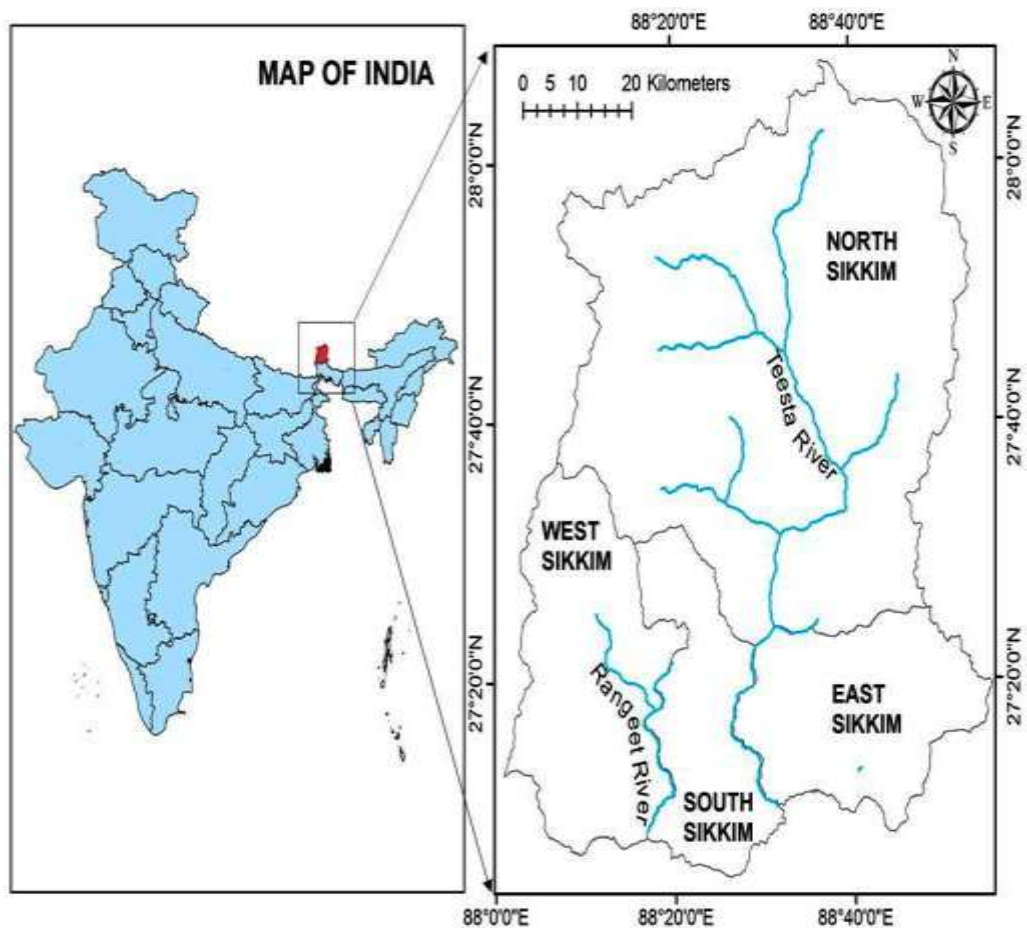 MAP OF INDIA
88°20'0"E
88°40'0"E
0 5 10 20 Kilometers
N
W
E
S
28°0'0"N
28°0'0"N
NORTH
SIKKIM
Teesta River
27°40'0"N
27°40'0"N
WEST
SIKKIM
27°20'0"N
27°20'0"N
Rangeet River
EAST
SIKKIM
SOUTH
SIKKIM
88°0'0"E
88°20'0"E
88°40'0"E